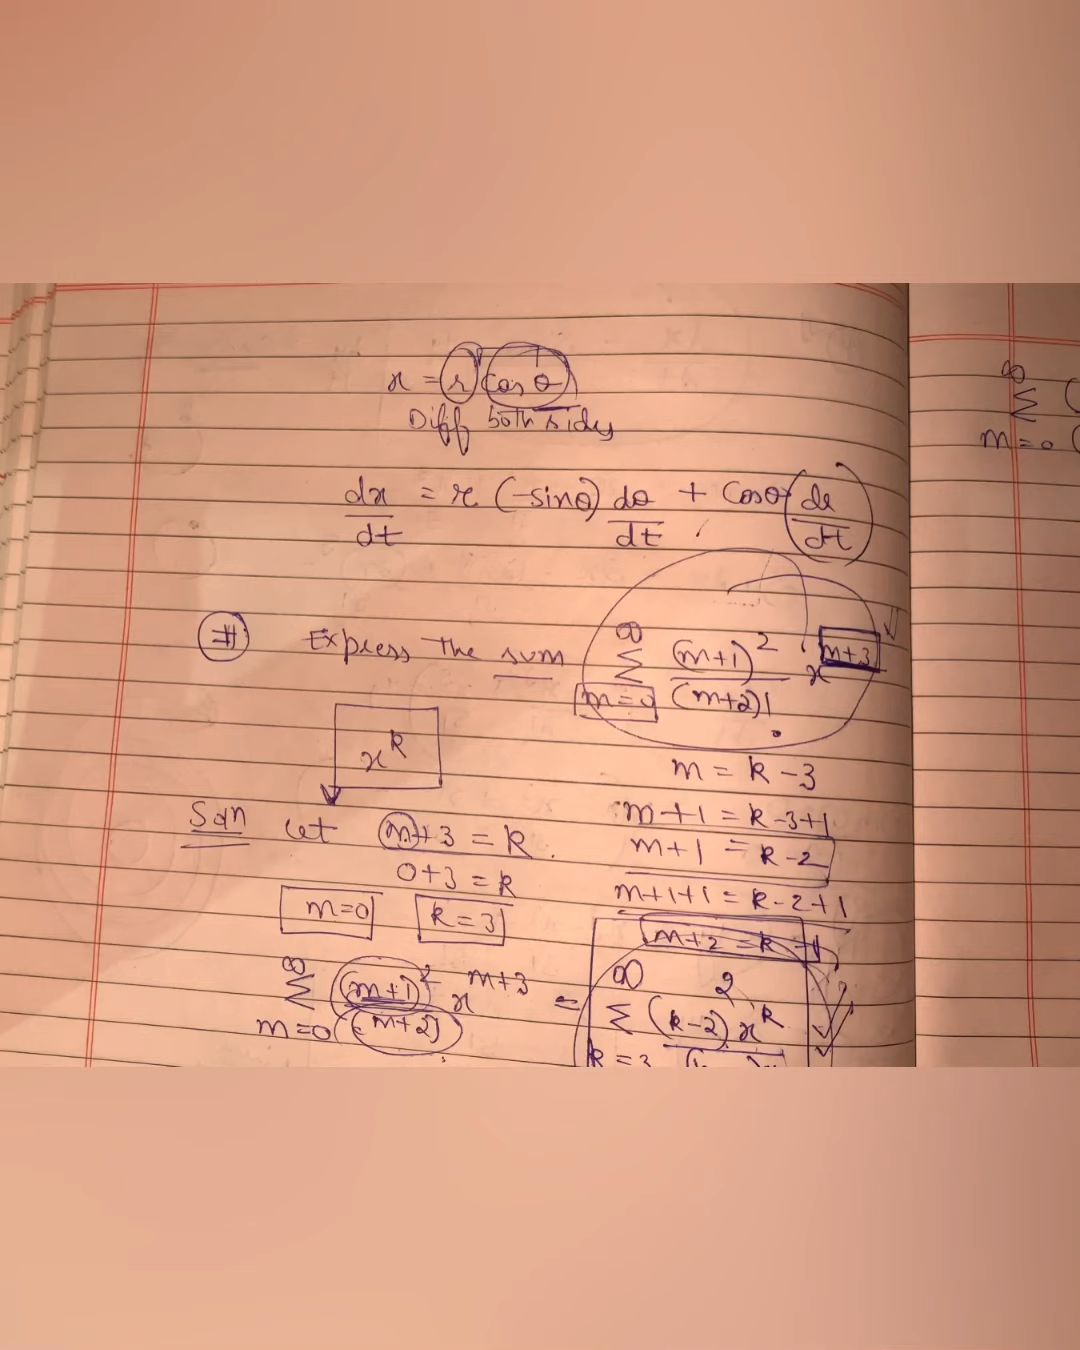 x = r cos θ
Diff both sides
dx/dt = r (-sinθ) dθ/dt + cosθ dr/dt
# Express the sum ∞ Σ m=0 (m+1)²/(m+2)! x^m+3
x^k
m = k - 3
Soln let m+3 = k
m+1 = k-3+1
m+1 = k-2
0+3 = k
m+1+1 = k-2+1
m=0 k=3
m+2 = k-1
∞ Σ m=0 (m+1)²/(m+2)! x^m+3 = ∞ Σ k=3 (k-2)² x^k
∞
Σ (
m=0 (